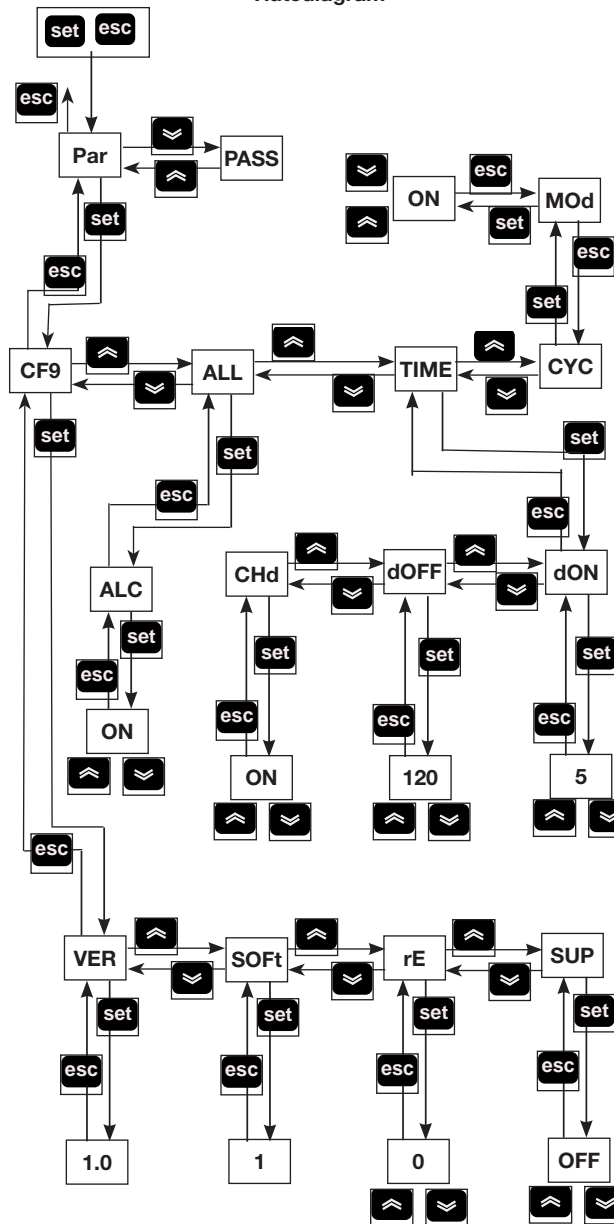 set esc
esc
Par
PASS
set
esc
ON
esc
set
MOd
esc
set
CF9
ALL
TIME
CYC
set
set
set
esc
esc
ALC
CHd
dOFF
dON
set
esc
set
esc
set
esc
set
esc
ON
ON
120
5
esc
VER
SOFt
rE
SUP
set
esc
set
esc
set
esc
set
esc
1.0
1
0
OFF